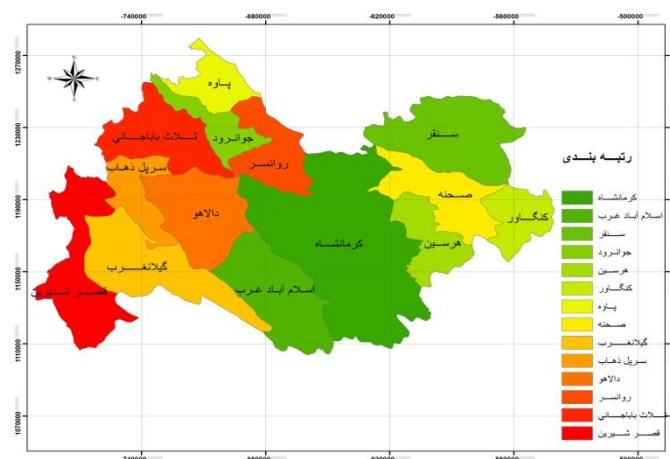 -740000 -680000 -620000 -560000 -500000
N
W E
S
1270000
1230000
1190000
1150000
1110000
1070000
پاوه
جوانرود
ثلاث باباجاني
روانسر
سرپل ذهاب
دالاهو
گیلانغرب
قصر شیرین
اسلام آباد غرب
کرمانشاه
سنقر
صحنه
هرسین
کنگاور
رتبه بندی
کرمانشاه
اسلام آباد غرب
سنقر
جوانرود
هرسین
کنگاور
پاوه
صحنه
گیلانغرب
سرپل ذهاب
دالاهو
روانسر
ثلاث باباجاني
قصر شیرین
-740000 -680000 -620000 -560000 -500000